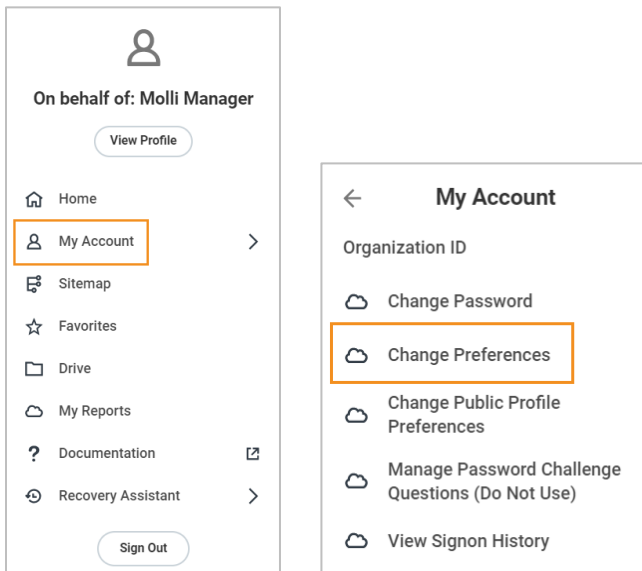 On behalf of: Molli Manager
View Profile
Home
My Account
Sitemap
Favorites
Drive
My Reports
Documentation
Recovery Assistant
Sign Out
My Account
Organization ID
Change Password
Change Preferences
Change Public Profile
Preferences
Manage Password Challenge
Questions (Do Not Use)
View Signon History